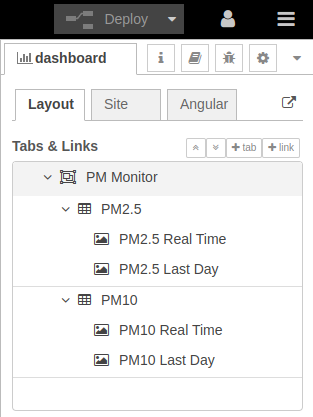 Deploy
dashboard
Layout Site Angular
Tabs & Links tab link
PM Monitor
PM2.5
PM2.5 Real Time
PM2.5 Last Day
PM10
PM10 Real Time
PM10 Last Day